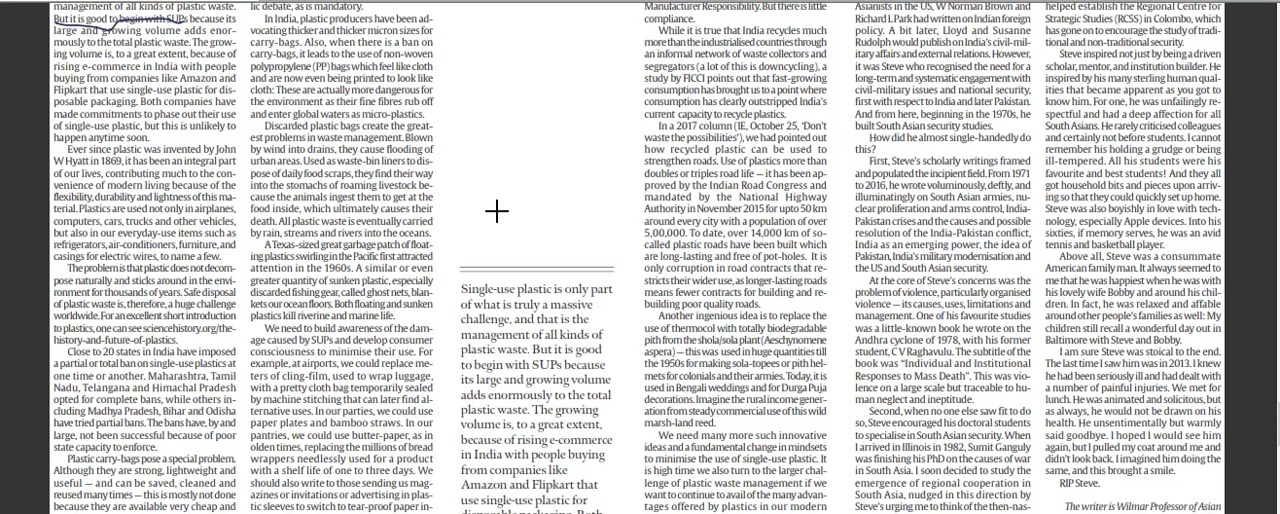 management of all kinds of plastic waste.
But it is good to begin with SUPs because its
large and growing volume adds enor-
mously to the total plastic waste. The grow-
ing volume is, to a great extent, because of
rising e-commerce in India with people
buying from companies like Amazon and
Flipkart that use single-use plastic for dis-
posable packaging. Both companies have
made commitments to phase out their use
of single-use plastic, but this is unlikely to
happen anytime soon.
Ever since plastic was invented by John
W Hyatt in 1869, it has been an integral part
of our lives, contributing much to the con-
venience of modern living because of the
flexibility, durability and lightness of this ma-
terial. Plastics are used not only in airplanes,
computers, cars, trucks and other vehicles,
but also in our everyday-use items such as
refrigerators, air-conditioners, furniture, and
casings for electric wires, to name a few.
The problem is that plastic does not decom-
pose naturally and sticks around in the envi-
ronment for thousands of years. Safe disposal
of plastic waste is, therefore, a huge challenge
worldwide. For an excellent short introduction
to plastics, one can see sciencehistory.org/the-
history-and-future-of-plastics.
Close to 20 states in India have imposed
a partial or total ban on single-use plastics at
one time or another. Maharashtra, Tamil
Nadu, Telangana and Himachal Pradesh
opted for complete bans, while others in-
cluding Madhya Pradesh, Bihar and Odisha
have tried partial bans. The bans have, by and
large, not been successful because of poor
state capacity to enforce.
Plastic carry-bags pose a special problem.
Although they are strong, lightweight and
useful — and can be saved, cleaned and
reused many times — this is mostly not done
because they are available very cheap and
lic debate, as is mandatory.
In India, plastic producers have been ad-
vocating thicker and thicker micron sizes for
carry-bags. Also, when there is a ban on
carry-bags, it leads to the use of non-woven
polypropylene (PP) bags which feel like cloth
and are now even being printed to look like
cloth: These are actually more dangerous for
the environment as their fine fibres rub off
and enter global waters as micro-plastics.
Discarded plastic bags create the great-
est problems in waste management. Blown
by wind into drains, they cause flooding of
urban areas. Used as waste-bin liners to dis-
pose of daily food scraps, they find their way
into the stomachs of roaming livestock be-
cause the animals ingest them to get at the
food inside, which ultimately causes their
death. All plastic waste is eventually carried
by rain, streams and rivers into the oceans.
A Texas-sized great garbage patch of float-
ing plastics swirling in the Pacific first attracted
attention in the 1960s. A similar or even
greater quantity of sunken plastic, especially
discarded fishing gear, called ghost nets, blan-
kets our ocean floors. Both floating and sunken
plastics kill riverine and marine life.
We need to build awareness of the dam-
age caused by SUPs and develop consumer
consciousness to minimise their use. For
example, at airports, we could replace me-
ters of cling-film, used to wrap luggage,
with a pretty cloth bag temporarily sealed
by machine stitching that can later find al-
ternative uses. In our parties, we could use
paper plates and bamboo straws. In our
pantries, we could use butter-paper, as in
olden times, replacing the millions of bread
wrappers needlessly used for a product
with a shelf life of one to three days. We
should also write to those sending us mag-
azines or invitations or advertising in plas-
tic sleeves to switch to tear-proof paper in-
Single-use plastic is only part
of what is truly a massive
challenge, and that is the
management of all kinds of
plastic waste. But it is good
to begin with SUPs because
its large and growing volume
adds enormously to the total
plastic waste. The growing
volume is, to a great extent,
because of rising e-commerce
in India with people buying
from companies like
Amazon and Flipkart that
use single-use plastic for
disposable packaging. Both
Manufacturer Responsibility. But there is little
compliance.
While it is true that India recycles much
more than the industrialised countries through
an informal network of waste collectors and
segregators (a lot of this is downcycling), a
study by FICCI points out that fast-growing
consumption has brought us to a point where
consumption has clearly outstripped India's
current capacity to recycle plastics.
In a 2017 column (IE, October 25, 'Don't
waste the possibilities'), we had pointed out
how recycled plastic can be used to
strengthen roads. Use of plastics more than
doubles or triples road life — it has been ap-
proved by the Indian Road Congress and
mandated by the National Highway
Authority in November 2015 for upto 50 km
around every city with a population of over
5,00,000. To date, over 14,000 km of so-
called plastic roads have been built which
are long-lasting and free of pot-holes. It is
only corruption in road contracts that re-
stricts their wider use, as longer-lasting roads
means fewer contracts for building and re-
building poor quality roads.
Another ingenious idea is to replace the
use of thermocol with totally biodegradable
pith from the shola/sola plant (Aeschynomene
aspera) — this was used in huge quantities till
the 1950s for making sola-topees or pith hel-
mets for colonials and their armies. Today, it is
used in Bengali weddings and for Durga Puja
decorations. Imagine the rural income gener-
ation from steady commercial use of this wild
marsh-land reed.
We need many more such innovative
ideas and a fundamental change in mindsets
to minimise the use of single-use plastic. It
is high time we also turn to the larger chal-
lenge of plastic waste management if we
want to continue to avail of the many advan-
tages offered by plastics in our modern
Asianists in the US, W Norman Brown and
Richard L Park had written on Indian foreign
policy. A bit later, Lloyd and Susanne
Rudolph would publish on India's civil-mil-
itary affairs and external relations. However,
it was Steve who recognised the need for a
long-term and systematic engagement with
civil-military issues and national security,
first with respect to India and later Pakistan.
And from here, beginning in the 1970s, he
built South Asian security studies.
How did he almost single-handedly do
this?
First, Steve's scholarly writings framed
and populated the incipient field. From 1971
to 2016, he wrote voluminously, deftly, and
illuminatingly on South Asian armies, nu-
clear proliferation and arms control, India-
Pakistan crises and the causes and possible
resolution of the India-Pakistan conflict,
India as an emerging power, the idea of
Pakistan, India's military modernisation and
the US and South Asian security.
At the core of Steve's concerns was the
problem of violence, particularly organised
violence — its causes, uses, limitations and
management. One of his favourite studies
was a little-known book he wrote on the
Andhra cyclone of 1978, with his former
student, C V Raghavulu. The subtitle of the
book was "Individual and Institutional
Responses to Mass Death". This was vio-
lence on a large scale but traceable to hu-
man neglect and ineptitude.
Second, when no one else saw fit to do
so, Steve encouraged his doctoral students
to specialise in South Asian security. When
I arrived in Illinois in 1982, Sumit Ganguly
was finishing his PhD on the causes of war
in South Asia. I soon decided to study the
emergence of regional cooperation in
South Asia, nudged in this direction by
Steve's urging me to think of the then-nas-
helped establish the Regional Centre for
Strategic Studies (RCSS) in Colombo, which
has gone on to encourage the study of tradi-
tional and non-traditional security.
Steve inspired not just by being a driven
scholar, mentor, and institution builder. He
inspired by his many sterling human qual-
ities that became apparent as you got to
know him. For one, he was unfailingly re-
spectful and had a deep affection for all
South Asians. He rarely criticised colleagues
and certainly not before students. I cannot
remember his holding a grudge or being
ill-tempered. All his students were his
favourite and best students! And they all
got household bits and pieces upon arriv-
ing so that they could quickly set up home.
Steve was also boyishly in love with tech-
nology, especially Apple devices. Into his
sixties, if memory serves, he was an avid
tennis and basketball player.
Above all, Steve was a consummate
American family man. It always seemed to
me that he was happiest when he was with
his lovely wife Bobby and around his chil-
dren. In fact, he was relaxed and affable
around other people's families as well: My
children still recall a wonderful day out in
Baltimore with Steve and Bobby.
I am sure Steve was stoical to the end.
The last time I saw him was in 2013. I knew
he had been seriously ill and had dealt with
a number of painful injuries. We met for
lunch. He was animated and solicitous, but
as always, he would not be drawn on his
health. He unsentimentally but warmly
said goodbye. I hoped I would see him
again, but I pulled my coat around me and
didn't look back. I imagined him doing the
same, and this brought a smile.
RIP Steve.
The writer is Wilmar Professor of Asian